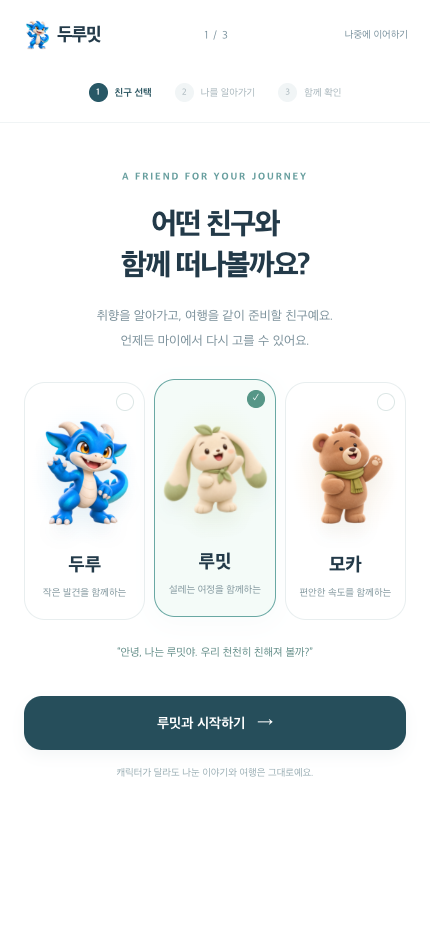 두루밋
1 / 3
나중에 이어하기
1 친구 선택
2 나를 알아가기
3 함께 확인
A FRIEND FOR YOUR JOURNEY
어떤 친구와
함께 떠나볼까요?
취향을 알아가고, 여행을 같이 준비할 친구예요.
언제든 마이에서 다시 고를 수 있어요.
두루
작은 발견을 함께하는
루밋
설레는 여정을 함께하는
모카
편안한 속도를 함께하는
"안녕, 나는 루밋야. 우리 천천히 친해져 볼까?"
루밋과 시작하기 →
캐릭터가 달라도 나눈 이야기와 여행은 그대로예요.